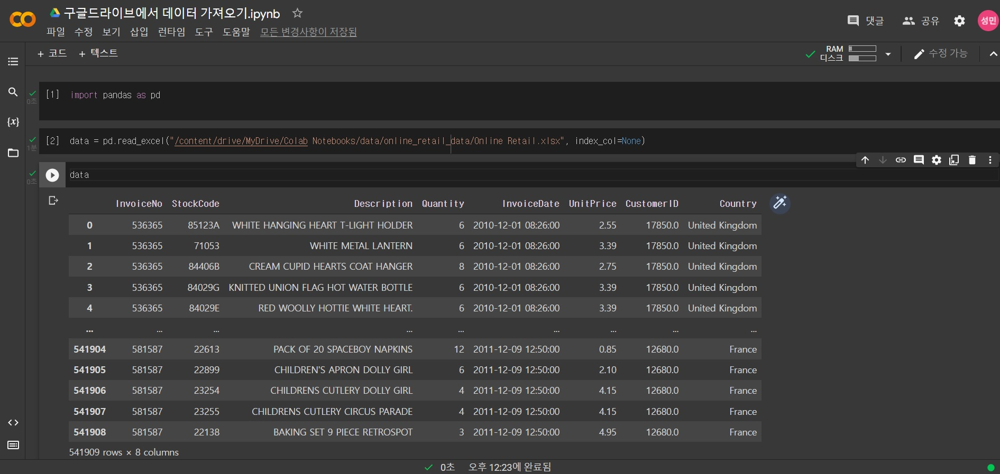 구글드라이브에서 데이터 가져오기.ipynb
댓글 공유 성민
파일 수정 보기 삽입 런타임 도구 도움말 모든 변경사항이 저장됨
+ 코드 + 텍스트
RAM
디스크
수정 가능
[1] import pandas as pd
0초
{x}
[2] data = pd.read_excel("/content/drive/MyDrive/Colab Notebooks/data/online_retail_data/Online Retail.xlsx", index_col=None)
1분
data
0초
InvoiceNo StockCode Description Quantity InvoiceDate UnitPrice CustomerID Country
0 536365 85123A WHITE HANGING HEART T-LIGHT HOLDER 6 2010-12-01 08:26:00 2.55 17850.0 United Kingdom
1 536365 71053 WHITE METAL LANTERN 6 2010-12-01 08:26:00 3.39 17850.0 United Kingdom
2 536365 84406B CREAM CUPID HEARTS COAT HANGER 8 2010-12-01 08:26:00 2.75 17850.0 United Kingdom
3 536365 84029G KNITTED UNION FLAG HOT WATER BOTTLE 6 2010-12-01 08:26:00 3.39 17850.0 United Kingdom
4 536365 84029E RED WOOLLY HOTTIE WHITE HEART. 6 2010-12-01 08:26:00 3.39 17850.0 United Kingdom
... ... ... ... ... ... ... ... ...
541904 581587 22613 PACK OF 20 SPACEBOY NAPKINS 12 2011-12-09 12:50:00 0.85 12680.0 France
541905 581587 22899 CHILDREN'S APRON DOLLY GIRL 6 2011-12-09 12:50:00 2.10 12680.0 France
541906 581587 23254 CHILDRENS CUTLERY DOLLY GIRL 4 2011-12-09 12:50:00 4.15 12680.0 France
541907 581587 23255 CHILDRENS CUTLERY CIRCUS PARADE 4 2011-12-09 12:50:00 4.15 12680.0 France
541908 581587 22138 BAKING SET 9 PIECE RETROSPOT 3 2011-12-09 12:50:00 4.95 12680.0 France
541909 rows × 8 columns
0초 오후 12:23에 완료됨